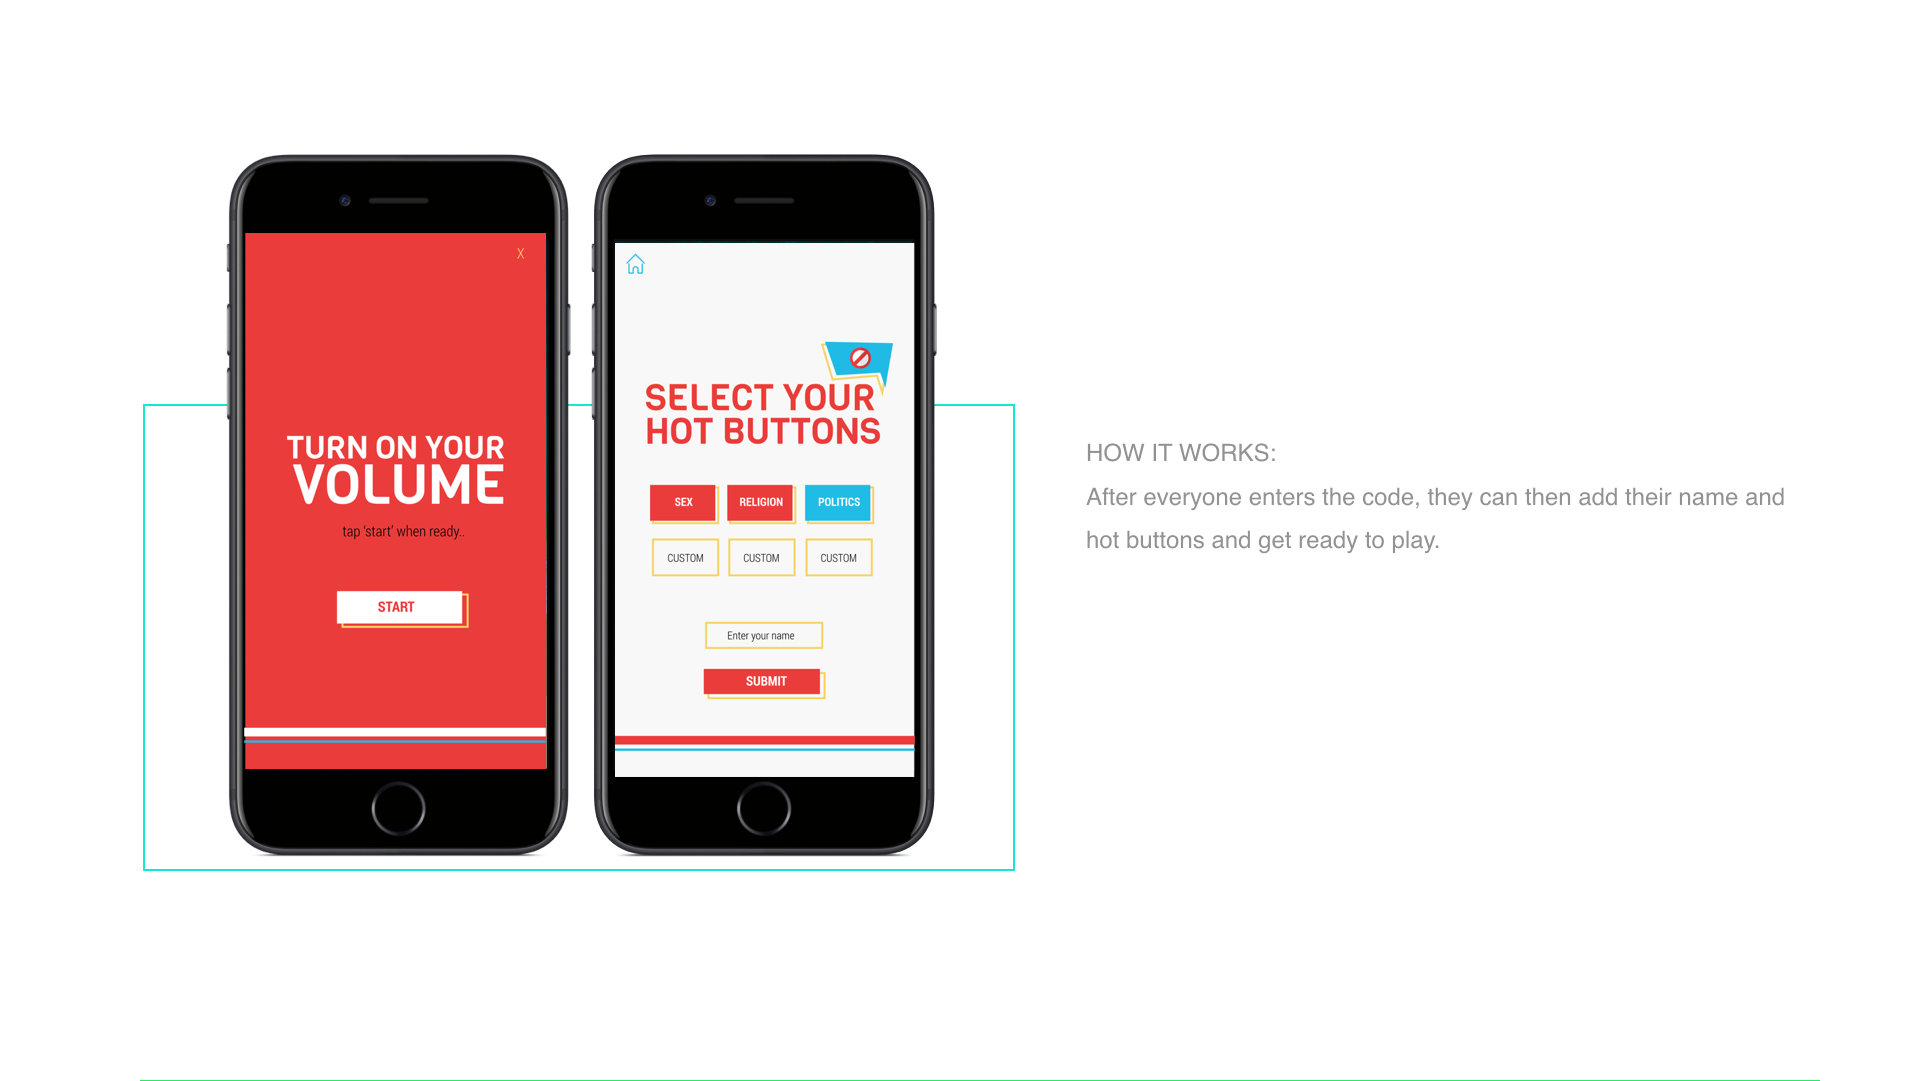 X
TURN ON YOUR
VOLUME
tap 'start' when ready..
START
SELECT YOUR
HOT BUTTONS
SEX RELIGION POLITICS
CUSTOM CUSTOM CUSTOM
Enter your name
SUBMIT
HOW IT WORKS:
After everyone enters the code, they can then add their name and
hot buttons and get ready to play.